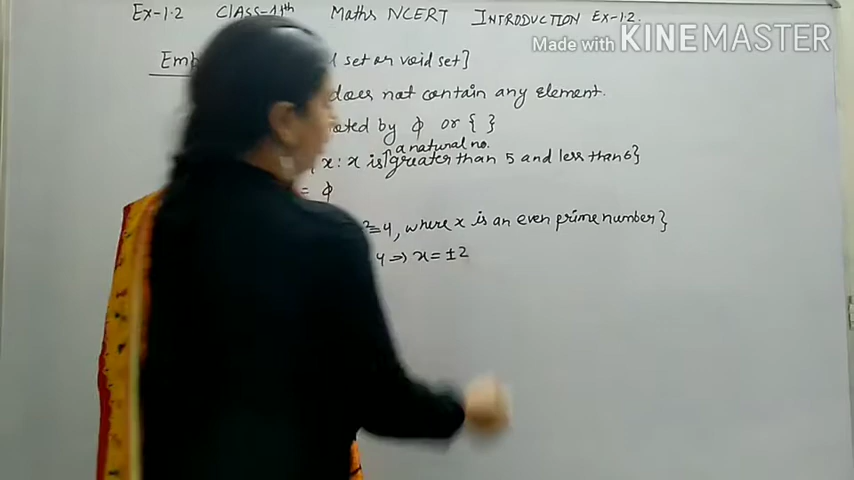 Ex-1.2 Class-11th Maths NCERT INTRODUCTION Ex-1.2.
Made with KINEMASTER
set or void set]
does not contain any element.
by ϕ or { }
a natural no.
x : x is greater than 5 and less than 6}
= ϕ
2=4, where x is an even prime number}
4 ⇒ x = ±2